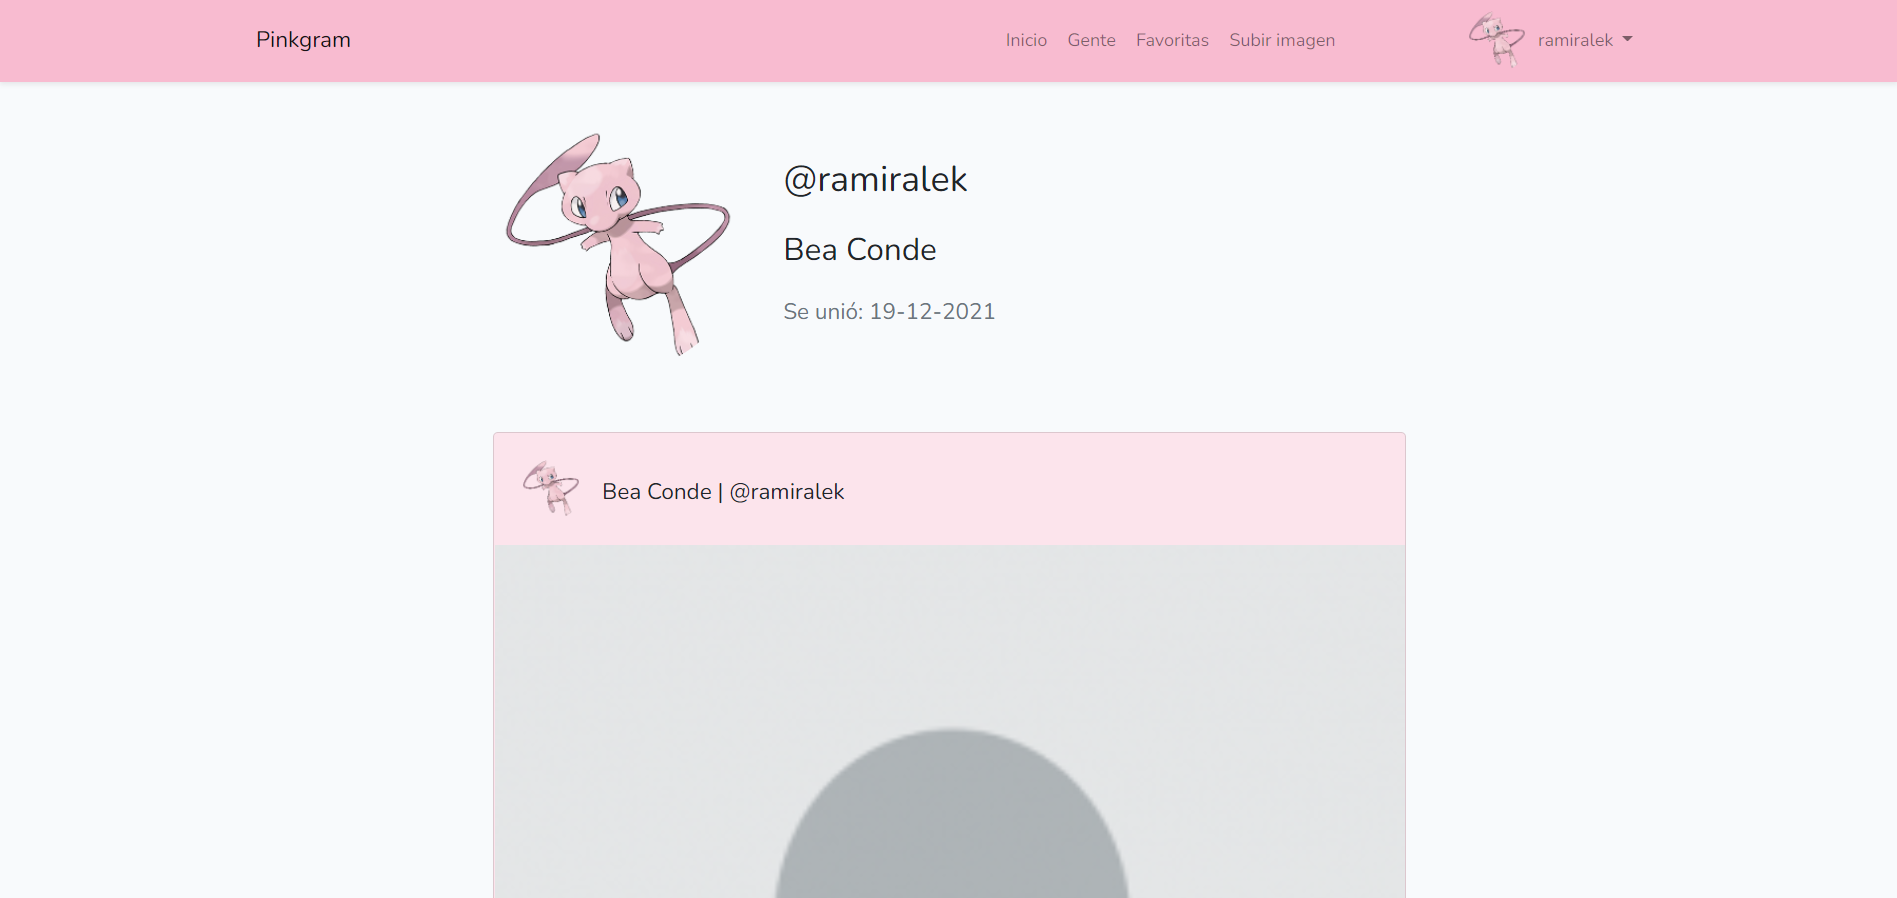 Pinkgram
Inicio Gente Favoritas Subir imagen
ramiralek
@ramiralek
Bea Conde
Se unió: 19-12-2021
Bea Conde | @ramiralek